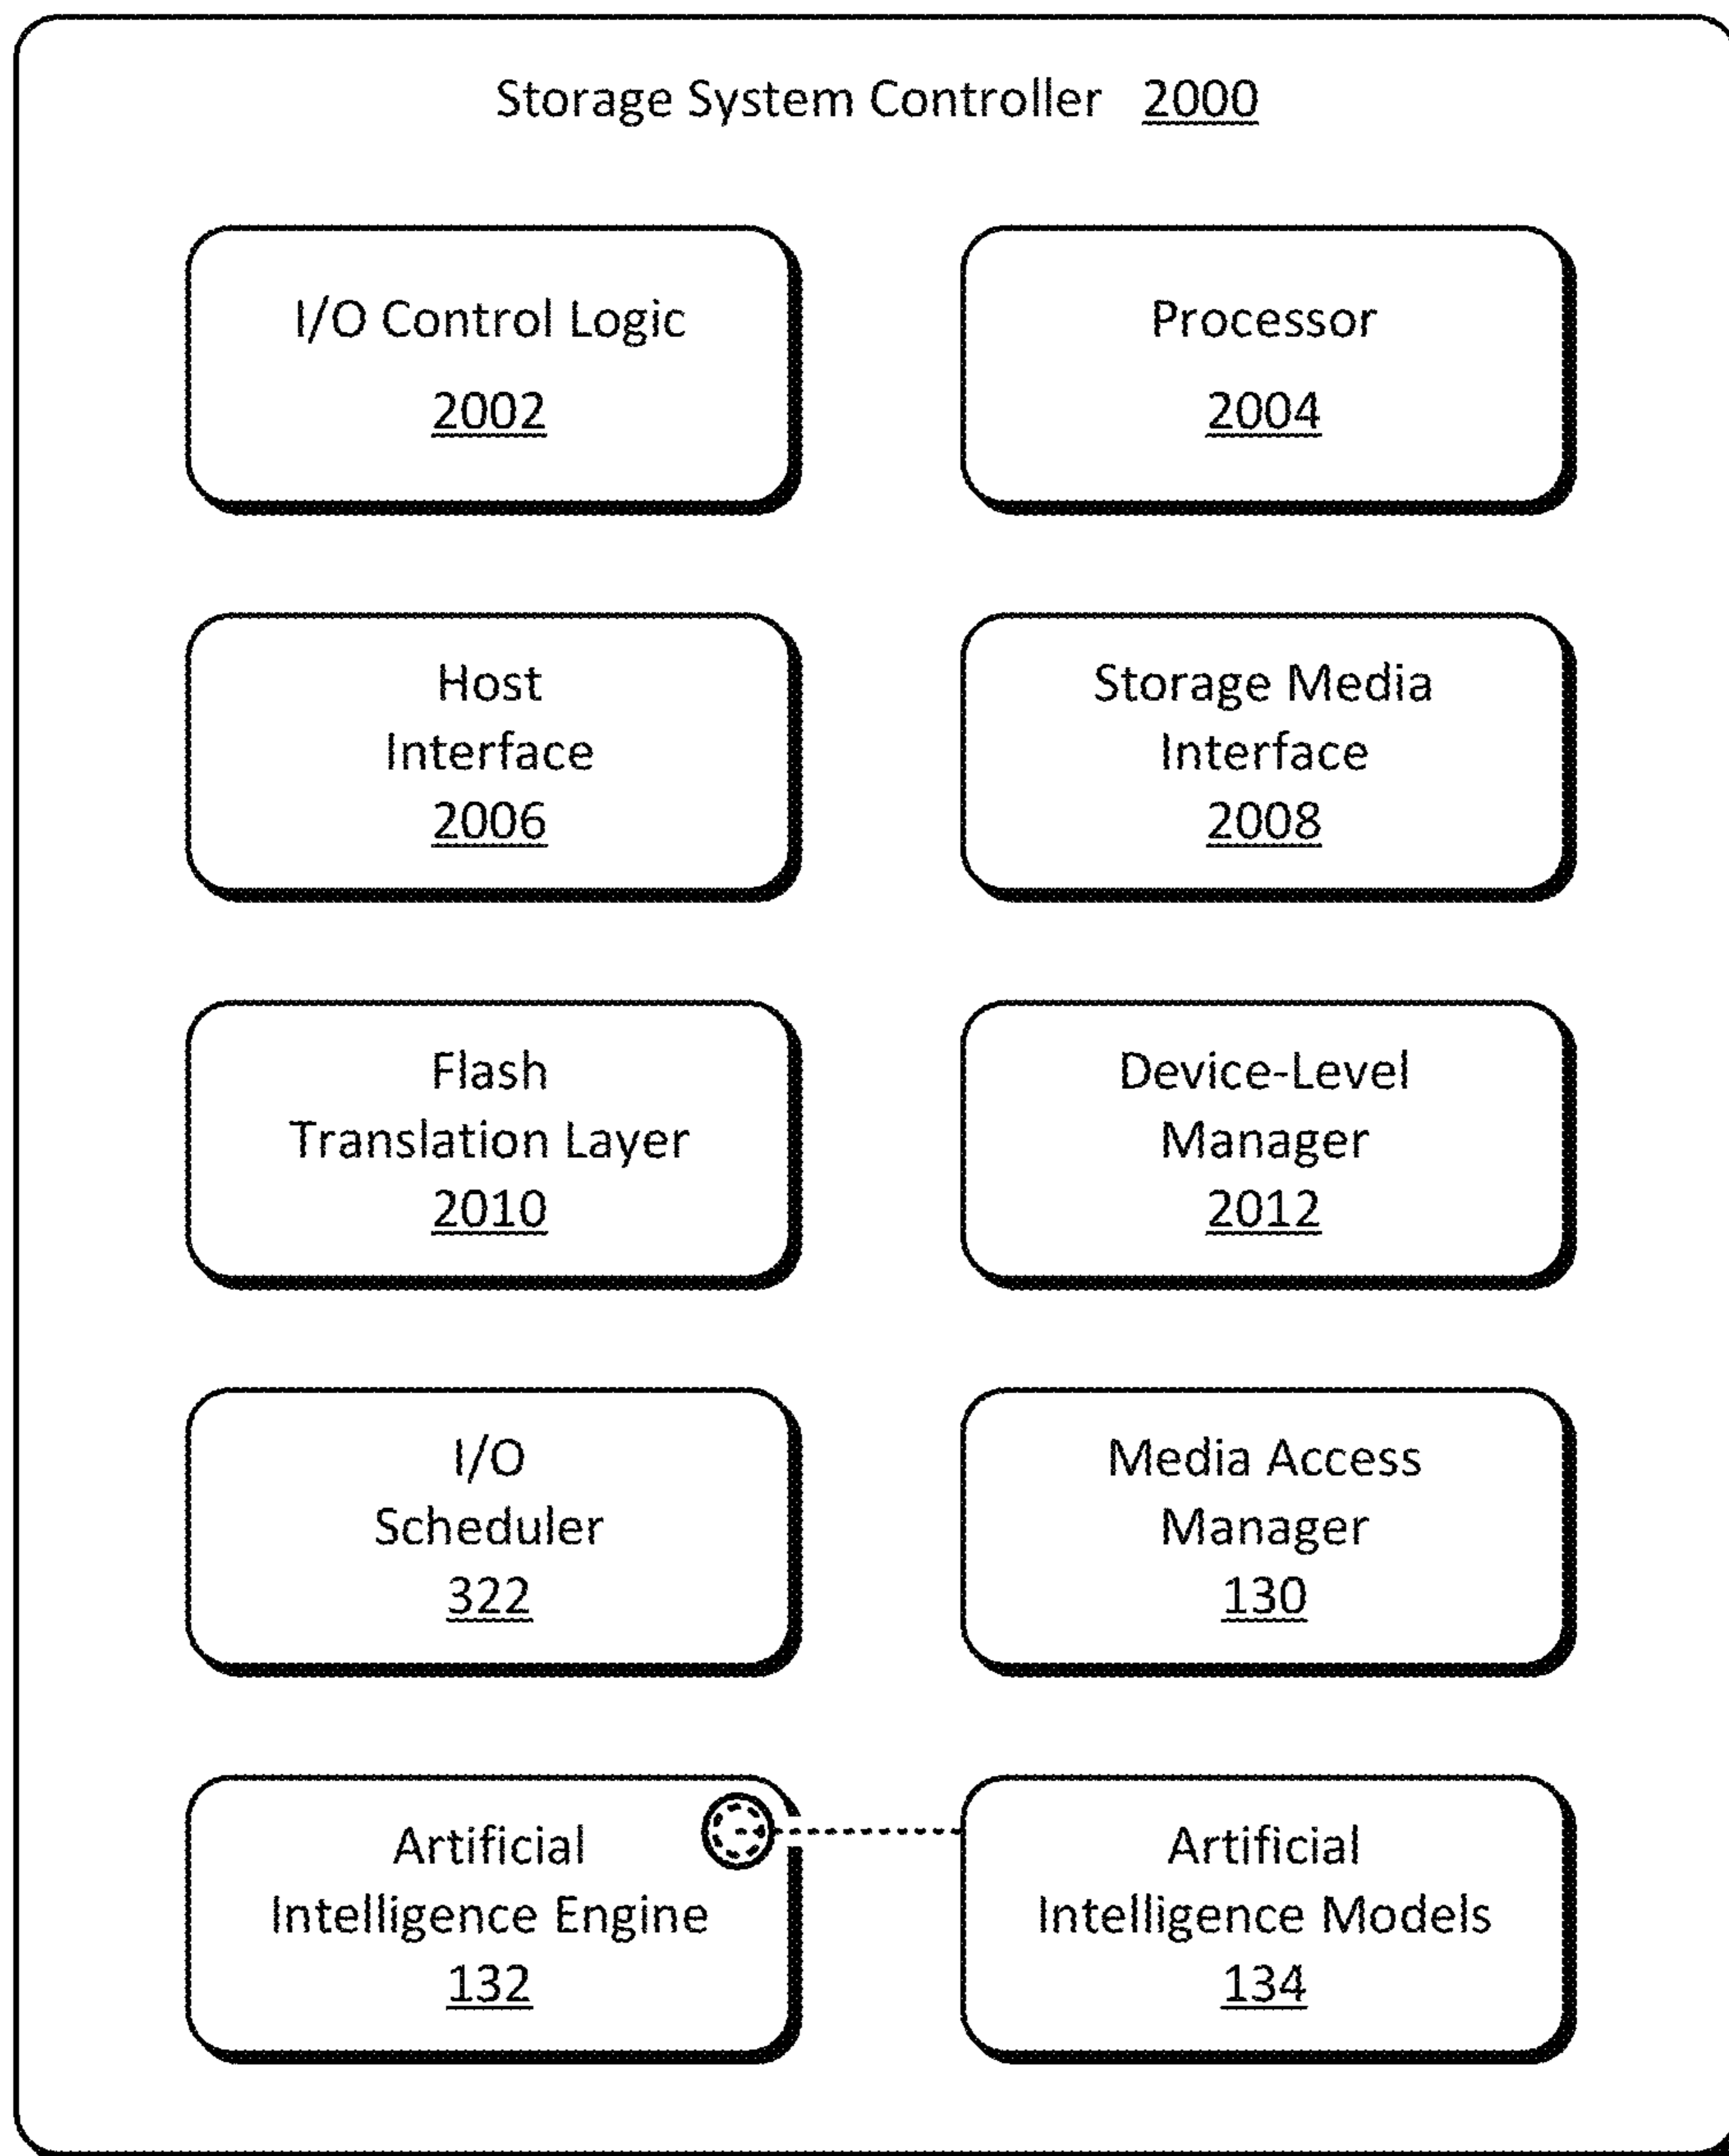 Storage System Controller 2000
I/O Control Logic
2002
Processor
2004
Host
Interface
2006
Storage Media
Interface
2008
Flash
Translation Layer
2010
Device-Level
Manager
2012
I/O
Scheduler
322
Media Access
Manager
130
Artificial
Intelligence Engine
132
Artificial
Intelligence Models
134